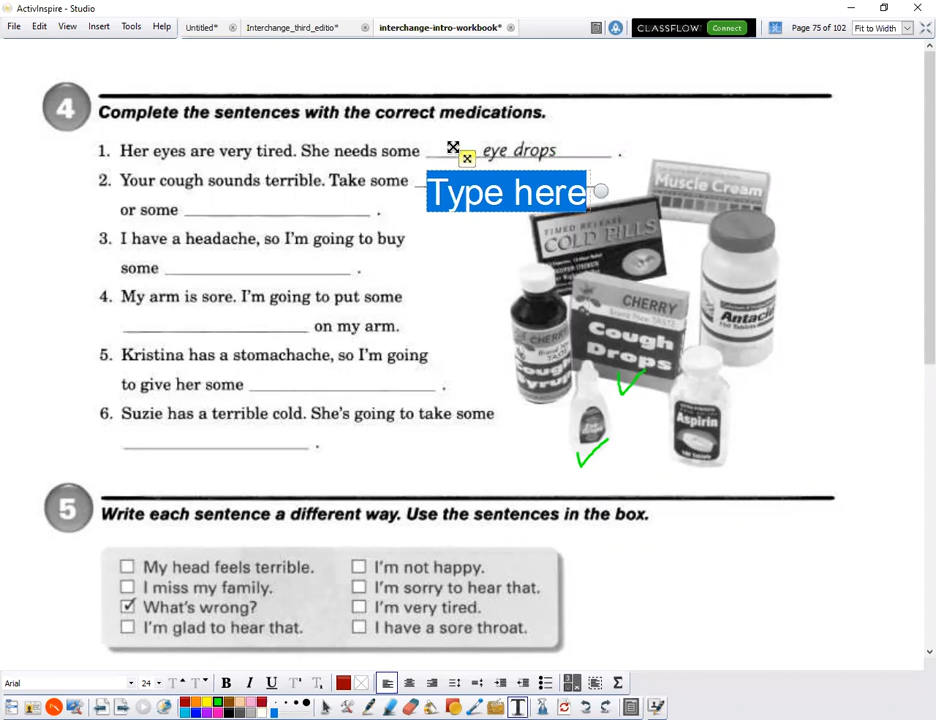 ActivInspire - Studio
File Edit View Insert Tools Help
Untitled* Interchange_third_editio* interchange-intro-workbook*
CLASSFLOW Connect Page 75 of 102 Fit to Width
4 Complete the sentences with the correct medications.
1. Her eyes are very tired. She needs some eye drops .
2. Your cough sounds terrible. Take some
Type here
or some .
3. I have a headache, so I'm going to buy
some .
4. My arm is sore. I'm going to put some
on my arm.
5. Kristina has a stomachache, so I'm going
to give her some .
6. Suzie has a terrible cold. She's going to take some
.
Muscle Cream
TIMED RELEASE
COLD PILLS
Antacid
CHERRY
Cough
Drops
CHERRY
Cough
Syrup
Eye
Drops
Aspirin
5 Write each sentence a different way. Use the sentences in the box.
My head feels terrible.
I miss my family.
What's wrong?
I'm glad to hear that.
I'm not happy.
I'm sorry to hear that.
I'm very tired.
I have a sore throat.
Arial 24 B I U